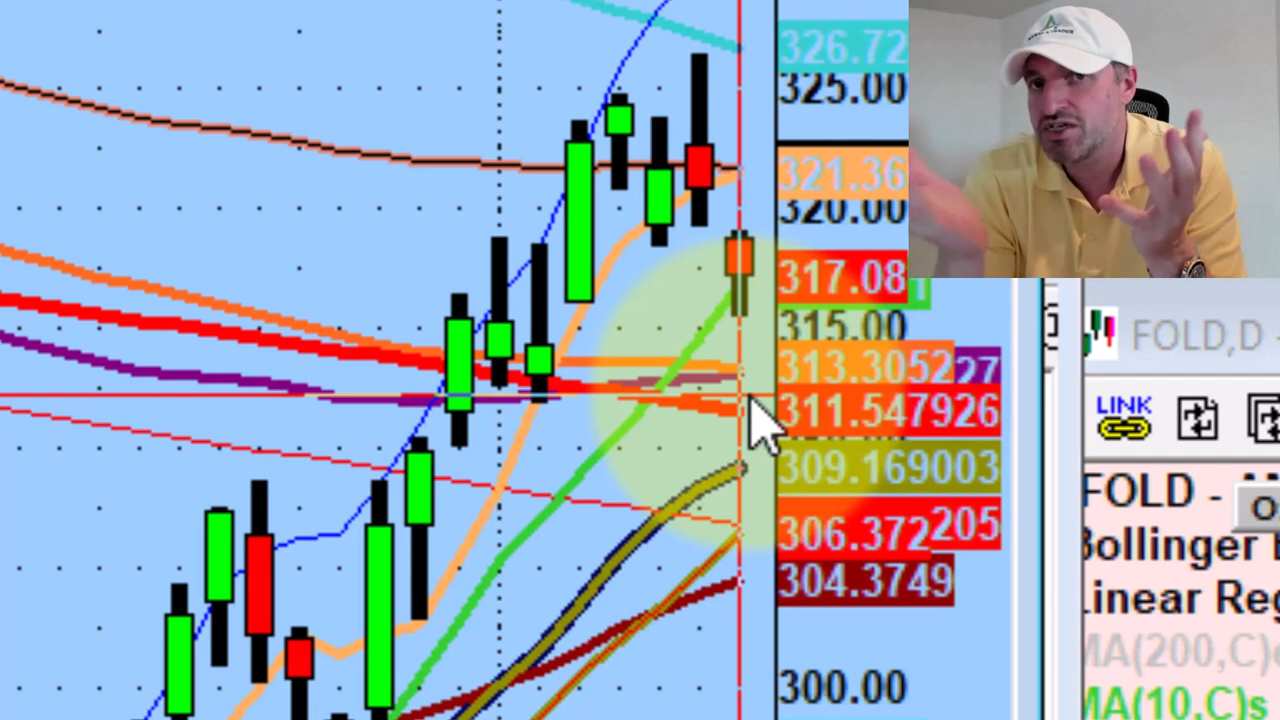 326.72
325.00
321.36
320.00
317.08
315.00
313.3052
27
311.547926
309.169003
306.372
205
304.3749
300.00
FOLD,D
LINK
FOLD -
Bollinger
Linear Reg
MA(200,C)
MA(10,C)s